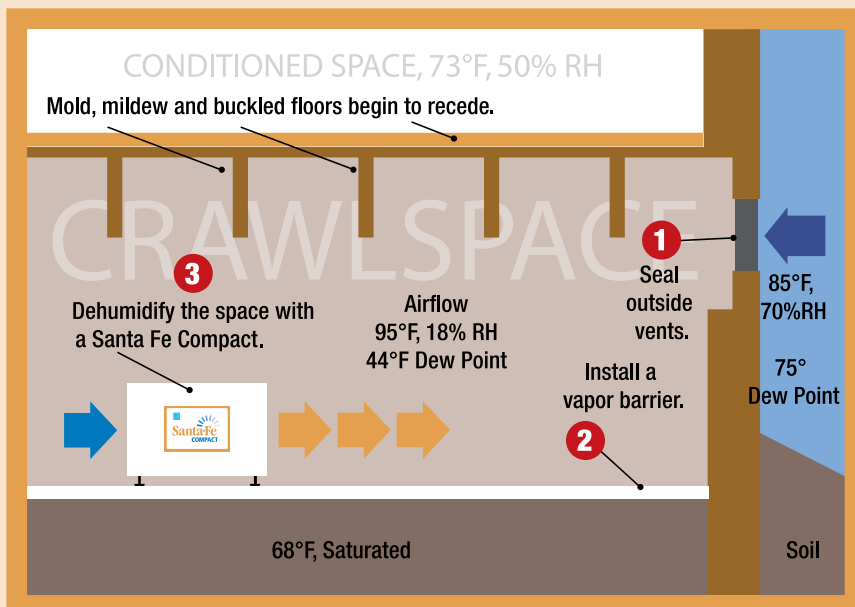 CONDITIONED SPACE, 73°F, 50% RH
Mold, mildew and buckled floors begin to recede.
CRAWLSPACE
1
Seal
outside
vents.
85°F,
70%RH
75°
Dew Point
3
Dehumidify the space with
a Santa Fe Compact.
Airflow
95°F, 18% RH
44°F Dew Point
Install a
vapor barrier.
2
Santa Fe
COMPACT
68°F, Saturated
Soil